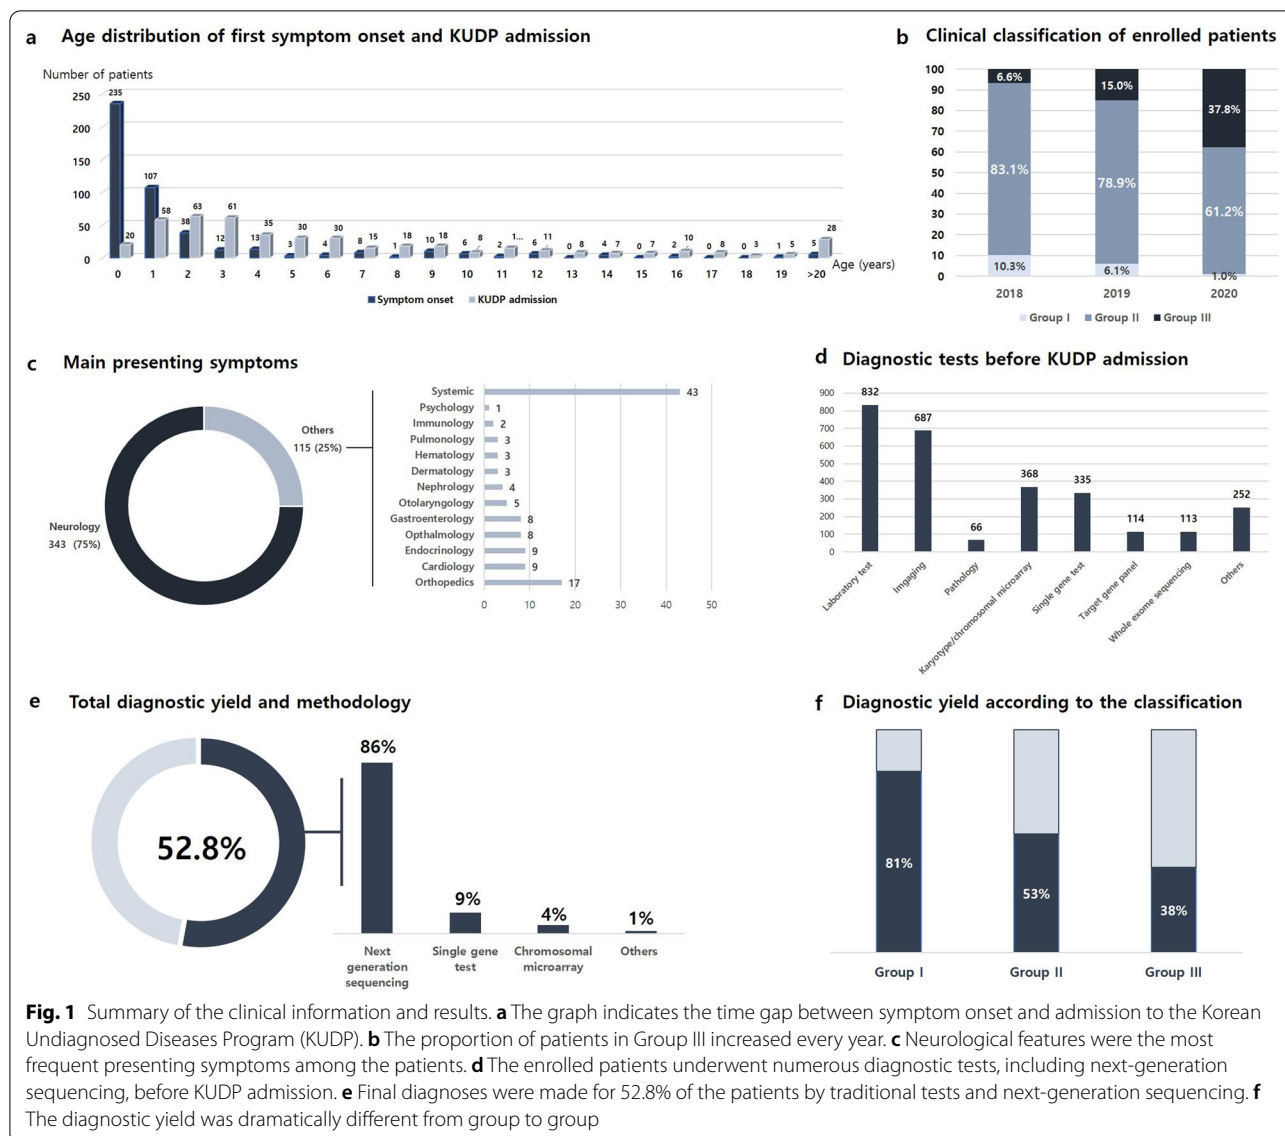 a Age distribution of first symptom onset and KUDP admission
Number of patients
250
200
150
100
50
0
235
20
107
58
38
63
12
61
13
35
3
30
4
30
8
15
1
18
10
18
6
8
2
1...
6
11
0
8
4
7
0
7
2
10
0
8
0
3
1
5
5
28
0 1 2 3 4 5 6 7 8 9 10 11 12 13 14 15 16 17 18 19 >20
Age (years)
Symptom onset KUDP admission
b Clinical classification of enrolled patients
100
90
80
70
60
50
40
30
20
10
0
6.6%
83.1%
10.3%
15.0%
78.9%
6.1%
37.8%
61.2%
1.0%
2018 2019 2020
Group I Group II Group III
c Main presenting symptoms
Others
115 (25%)
Neurology
343 (75%)
Systemic 43
Psychology 1
Immunology 2
Pulmonology 3
Hematology 3
Dermatology 3
Nephrology 4
Otolaryngology 5
Gastroenterology 8
Opthalmology 8
Endocrinology 9
Cardiology 9
Orthopedics 17
0 10 20 30 40 50
d Diagnostic tests before KUDP admission
900
800
700
600
500
400
300
200
100
0
832
687
66
368
335
114
113
252
Laboratory test
Imgaging
Pathology
Karyotype/chromosomal microarray
Single gene test
Target gene panel
Whole exome sequencing
Others
e Total diagnostic yield and methodology
52.8%
86%
9%
4%
1%
Next
generation
sequencing
Single gene
test
Chromosomal
microarray
Others
f Diagnostic yield according to the classification
81%
53%
38%
Group I Group II Group III
Fig. 1 Summary of the clinical information and results. a The graph indicates the time gap between symptom onset and admission to the Korean
Undiagnosed Diseases Program (KUDP). b The proportion of patients in Group III increased every year. c Neurological features were the most
frequent presenting symptoms among the patients. d The enrolled patients underwent numerous diagnostic tests, including next-generation
sequencing, before KUDP admission. e Final diagnoses were made for 52.8% of the patients by traditional tests and next-generation sequencing. f
The diagnostic yield was dramatically different from group to group